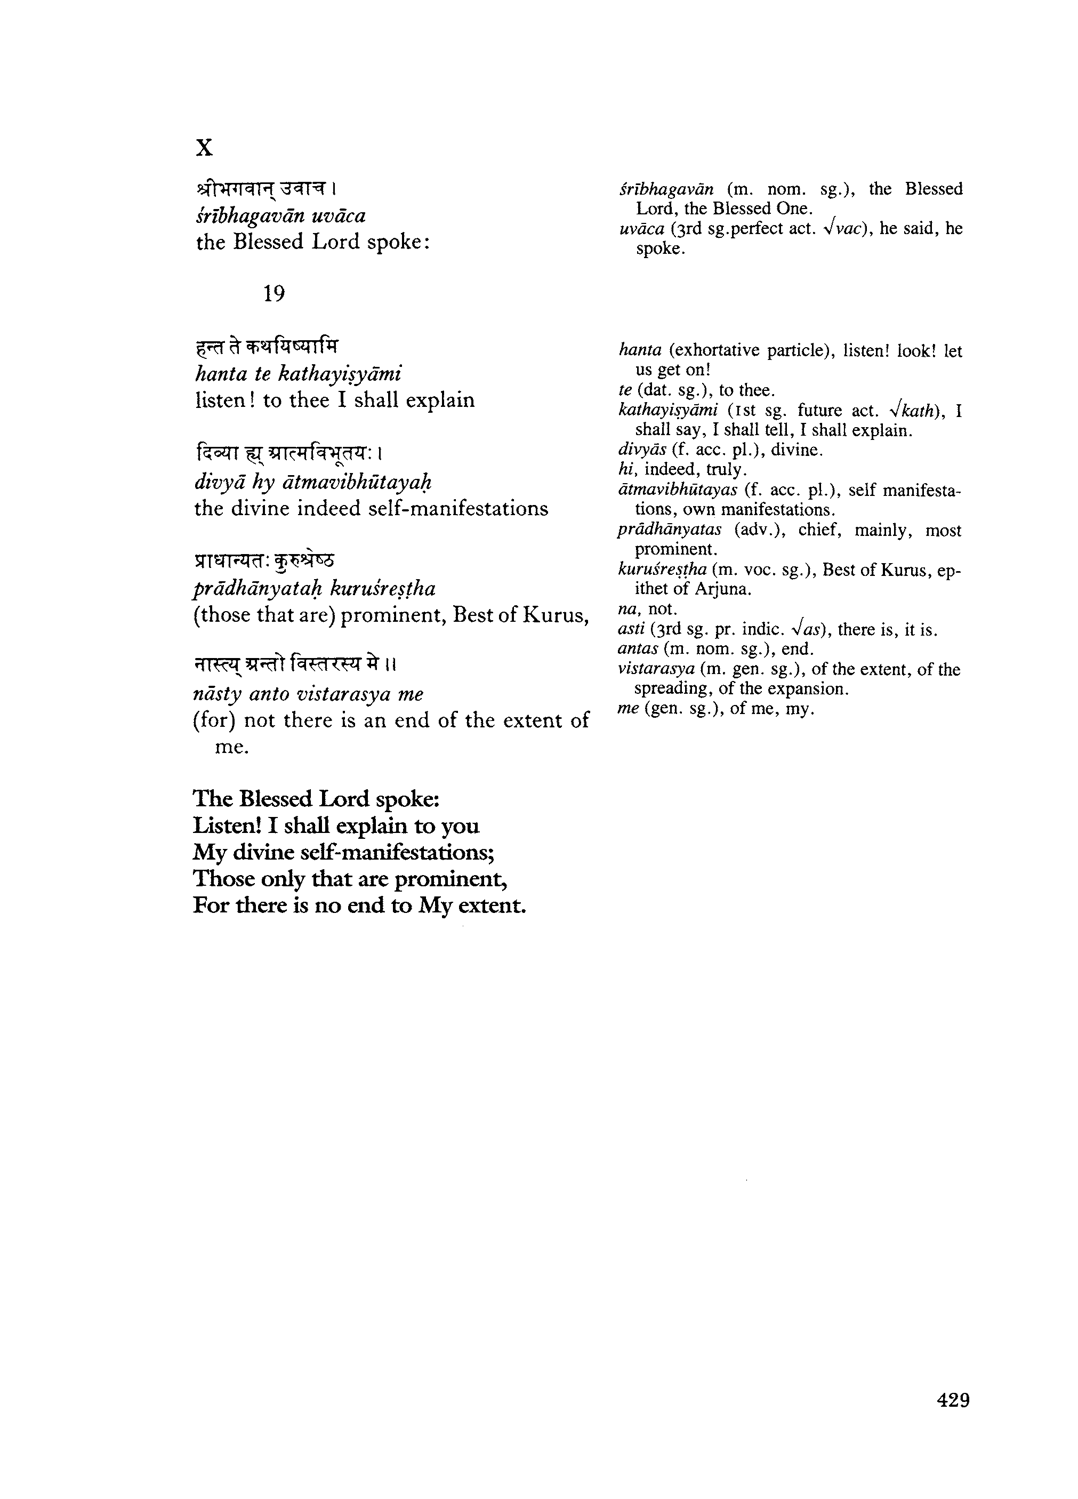 X
श्रीभगवान् उवाच ।
śrībhagavān uvāca
the Blessed Lord spoke:
19
हन्त ते कथयिष्यामि
hanta te kathayiṣyāmi
listen! to thee I shall explain
दिव्या ह्य् आत्मविभूतयः ।
divyā hy ātmavibhūtayaḥ
the divine indeed self-manifestations
प्राधान्यतः कुरुश्रेष्ठ
prādhānyataḥ kuruśreṣṭha
(those that are) prominent, Best of Kurus,
नास्त्य् अन्तो विस्तरस्य मे ॥
nāsty anto vistarasya me
(for) not there is an end of the extent of
me.
The Blessed Lord spoke:
Listen! I shall explain to you
My divine self-manifestations;
Those only that are prominent,
For there is no end to My extent.
śrībhagavān (m. nom. sg.), the Blessed
Lord, the Blessed One.
uvāca (3rd sg.perfect act. √vac), he said, he
spoke.
hanta (exhortative particle), listen! look! let
us get on!
te (dat. sg.), to thee.
kathayiṣyāmi (1st sg. future act. √kath), I
shall say, I shall tell, I shall explain.
divyās (f. acc. pl.), divine.
hi, indeed, truly.
ātmavibhūtayas (f. acc. pl.), self manifesta-
tions, own manifestations.
prādhānyatas (adv.), chief, mainly, most
prominent.
kuruśreṣṭha (m. voc. sg.), Best of Kurus, ep-
ithet of Arjuna.
na, not.
asti (3rd sg. pr. indic. √as), there is, it is.
antas (m. nom. sg.), end.
vistarasya (m. gen. sg.), of the extent, of the
spreading, of the expansion.
me (gen. sg.), of me, my.
429